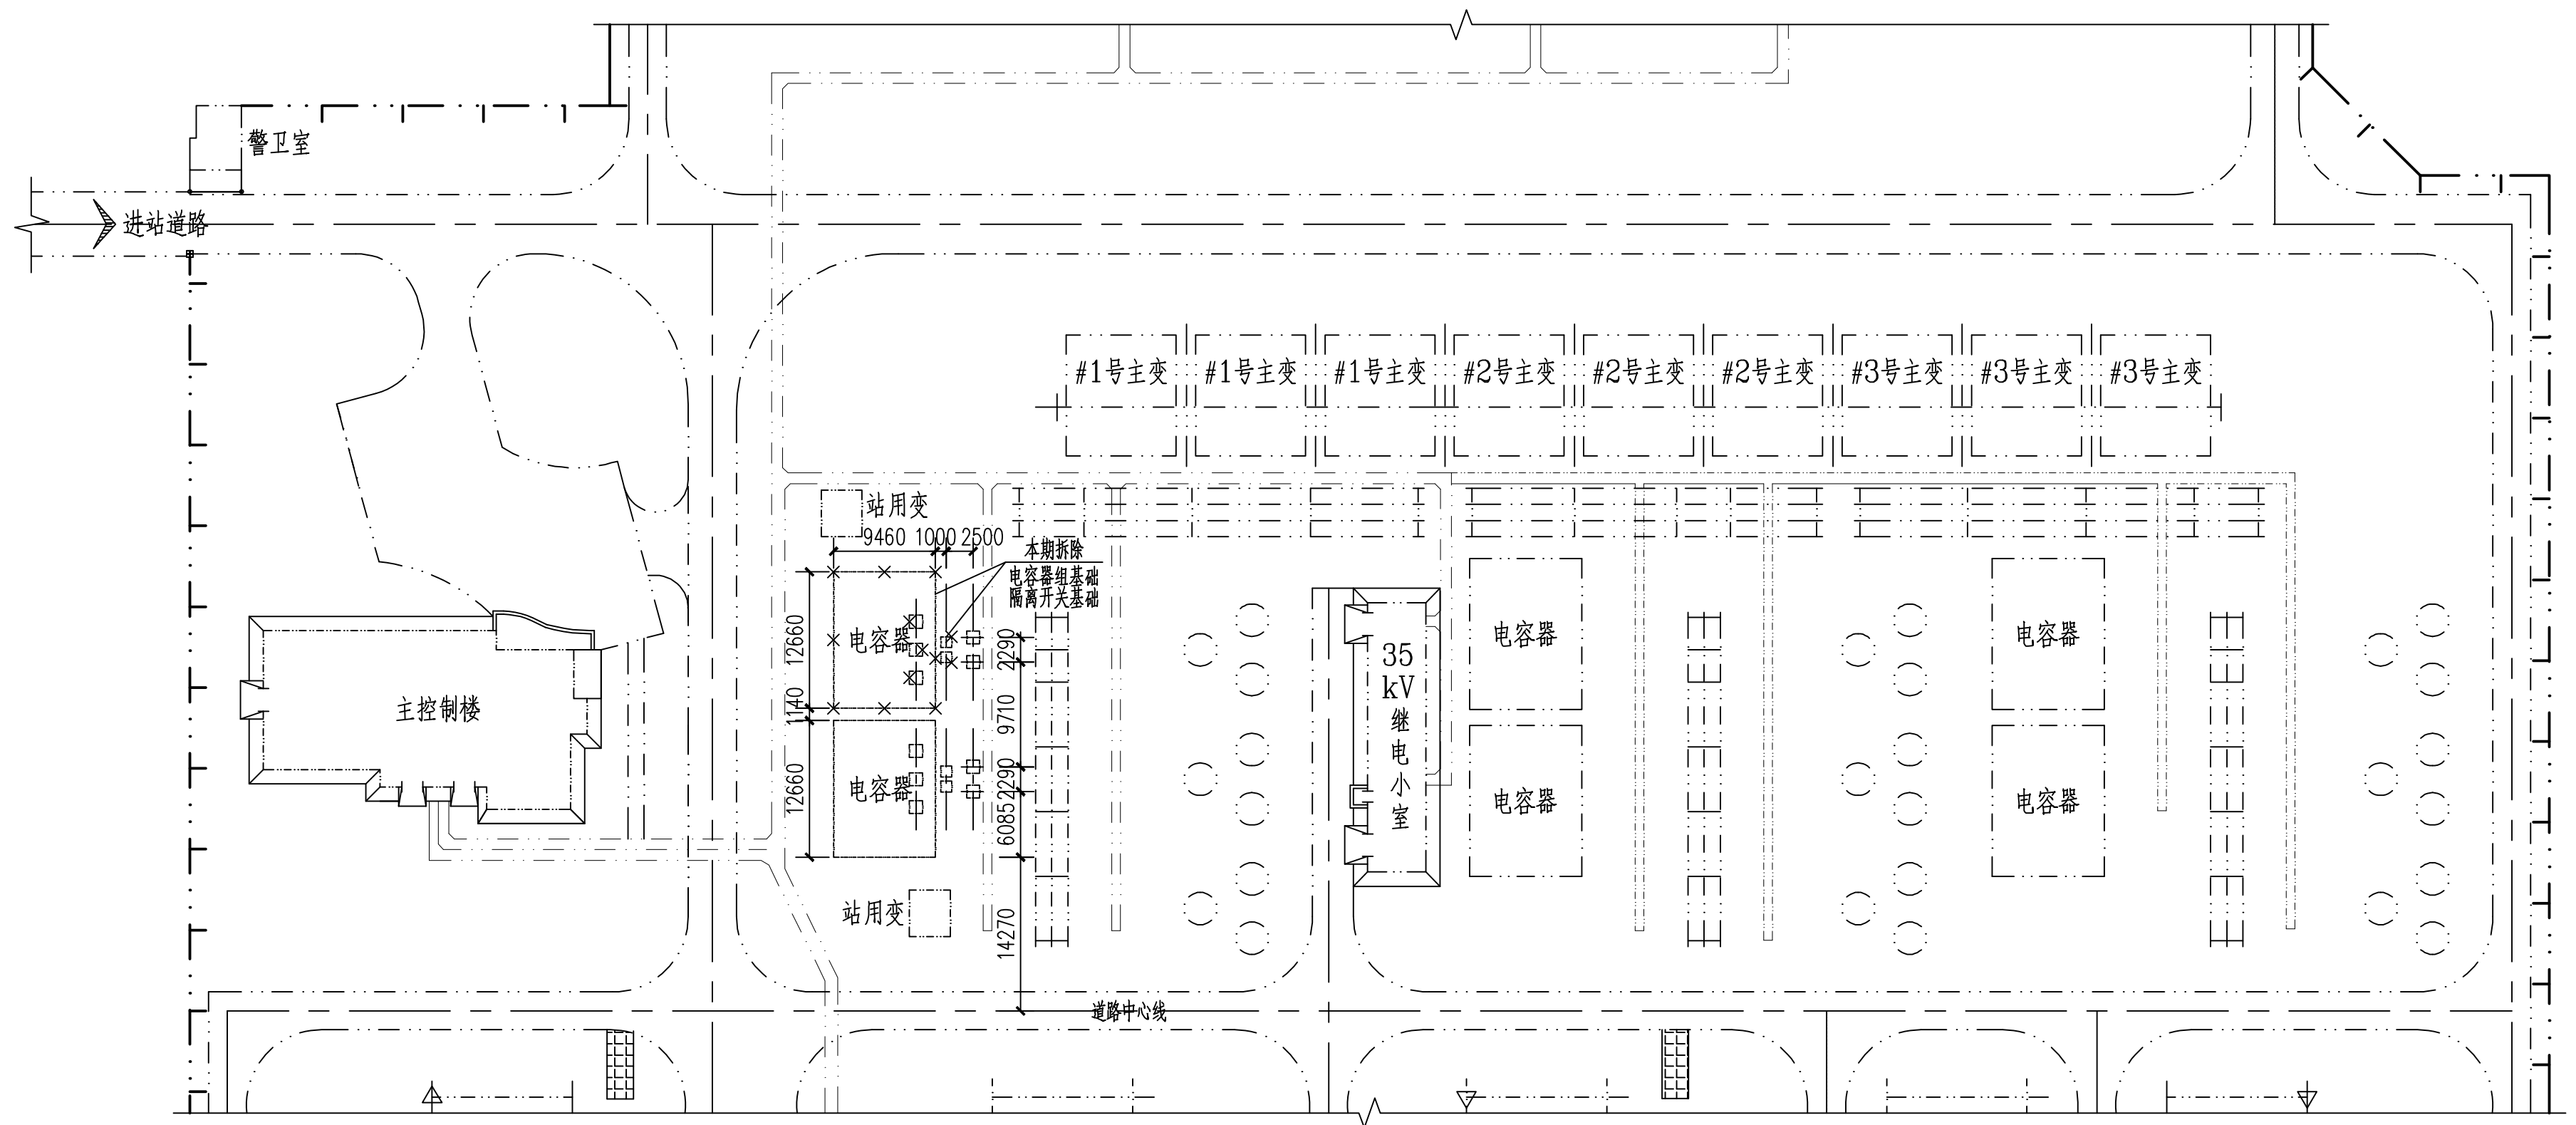 警卫室
进站道路
#1号主变
#1号主变
#1号主变
#2号主变
#2号主变
#2号主变
#3号主变
#3号主变
#3号主变
站用变
9460
1000
2500
本期拆除
电容器组基础
隔离开关基础
12660
1140
12660
电容器
电容器
2290
9710
2290
6085
14270
主控制楼
35
kV
继
电
小
室
电容器
电容器
电容器
电容器
站用变
道路中心线